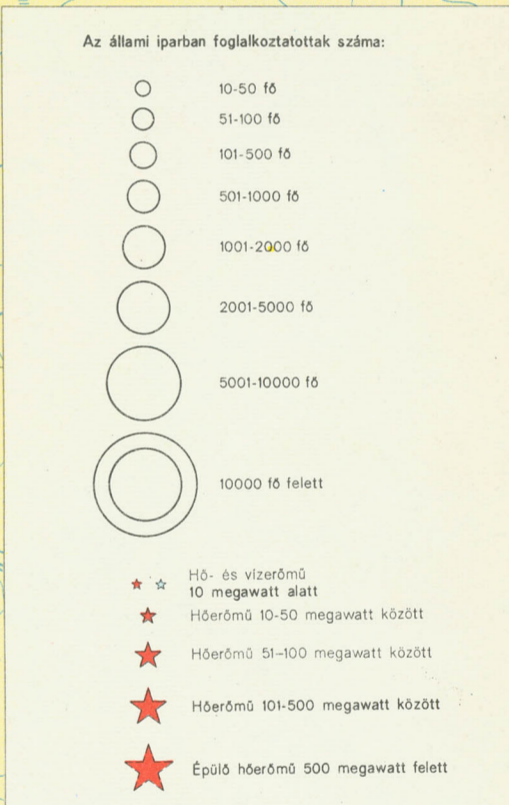 Az állami iparban foglalkoztatottak száma:
10-50 fő
51-100 fő
101-500 fő
501-1000 fő
1001-2000 fő
2001-5000 fő
5001-10000 fő
10000 fő felett
Hő- és vízerőmű
10 megawatt alatt
Hőerőmű 10-50 megawatt között
Hőerőmű 51–100 megawatt között
Hőerőmű 101-500 megawatt között
Épülő hőerőmű 500 megawatt felett